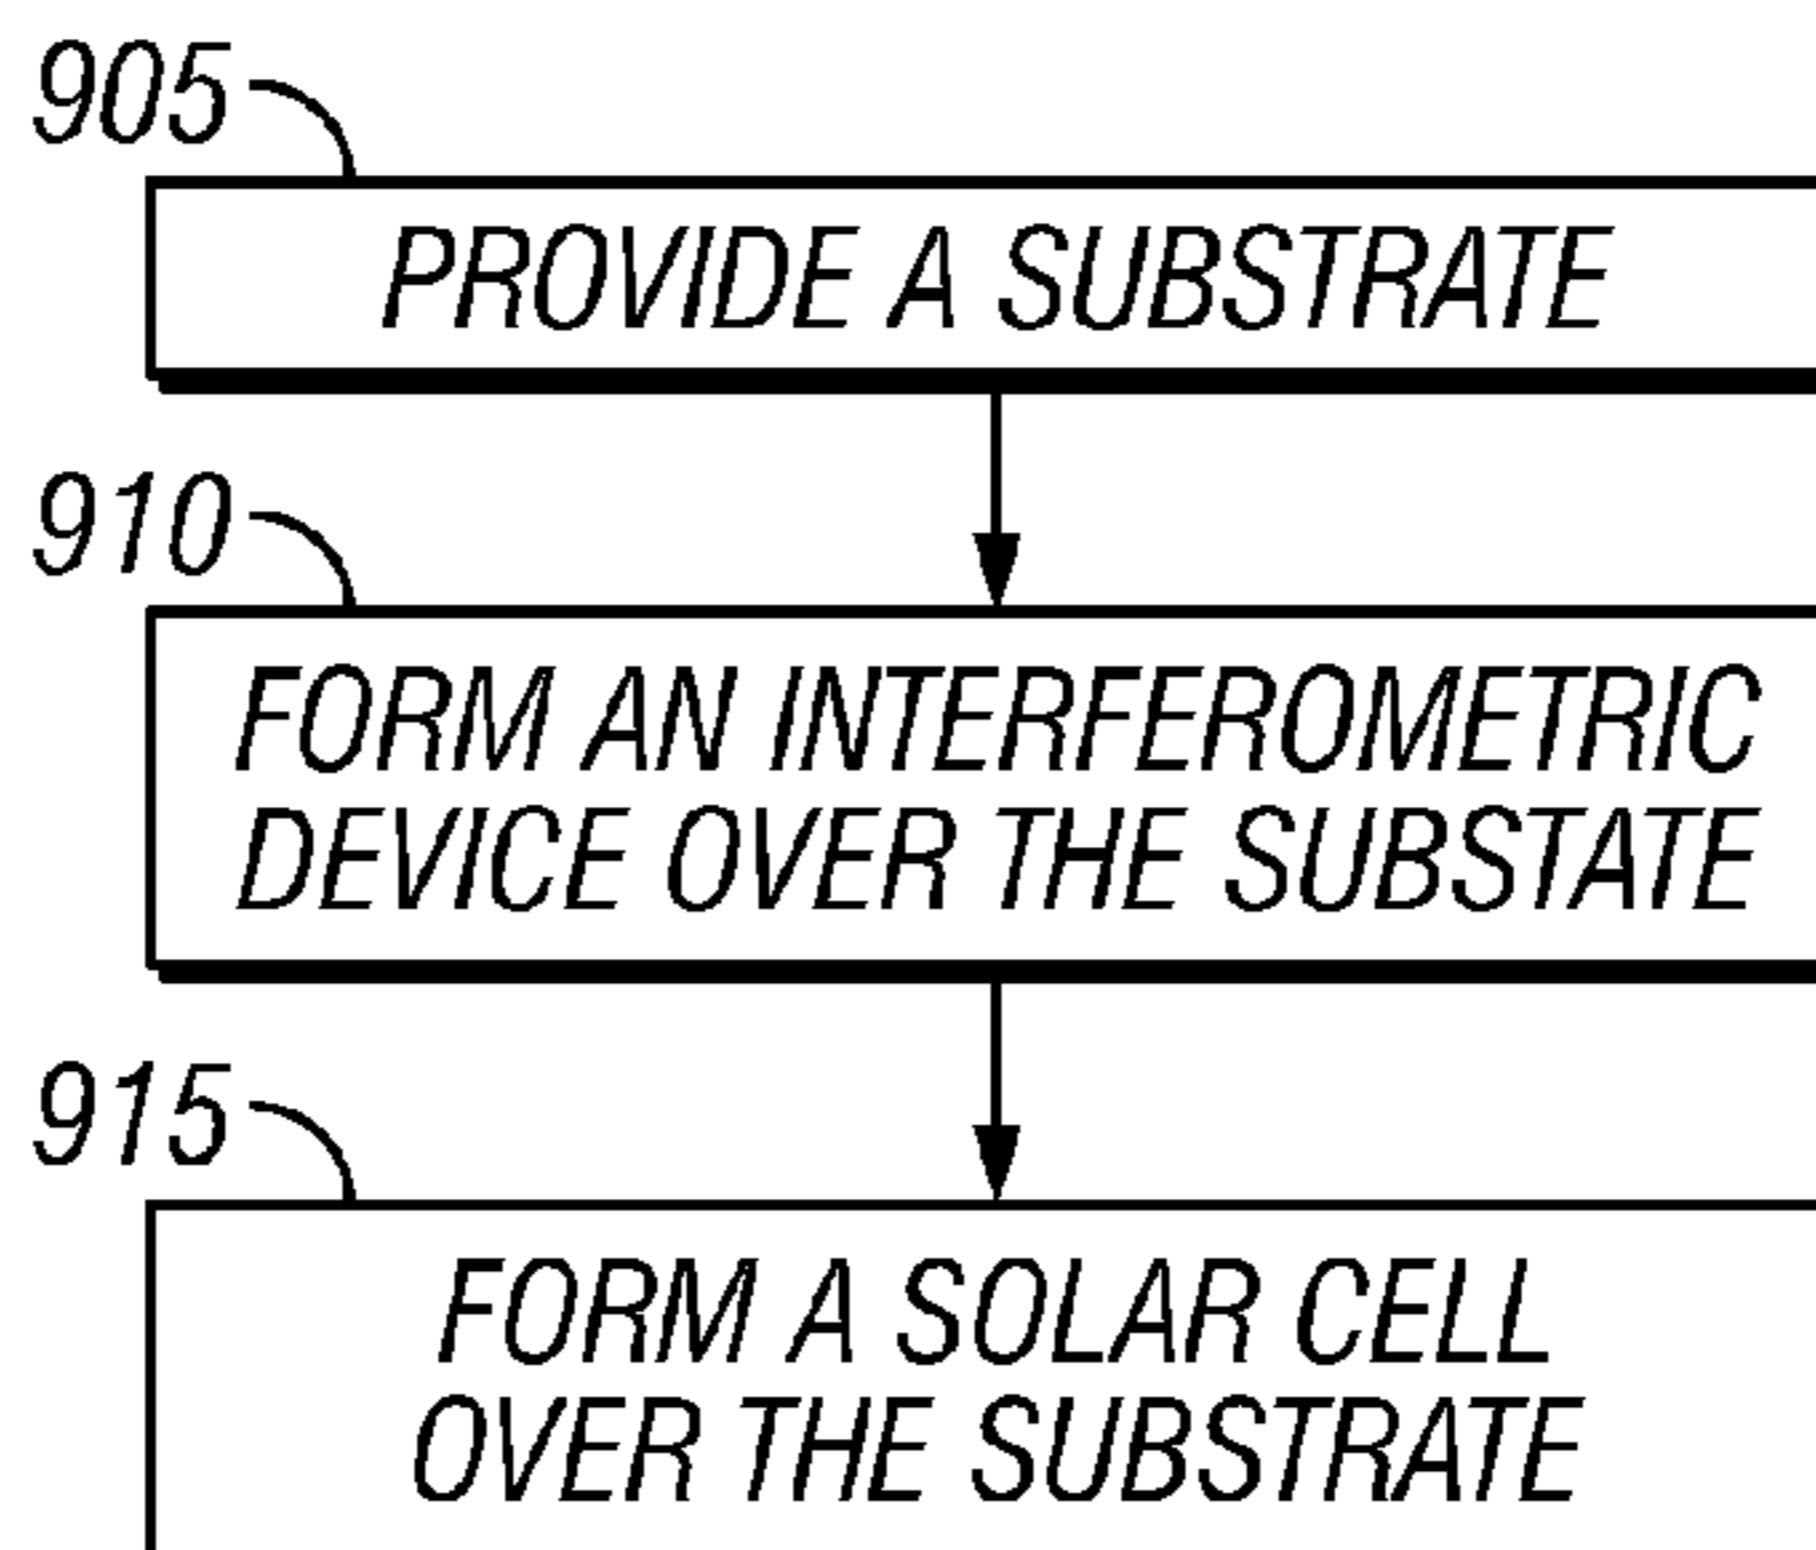 905
PROVIDE A SUBSTRATE
910
FORM AN INTERFEROMETRIC
DEVICE OVER THE SUBSTATE
915
FORM A SOLAR CELL
OVER THE SUBSTRATE